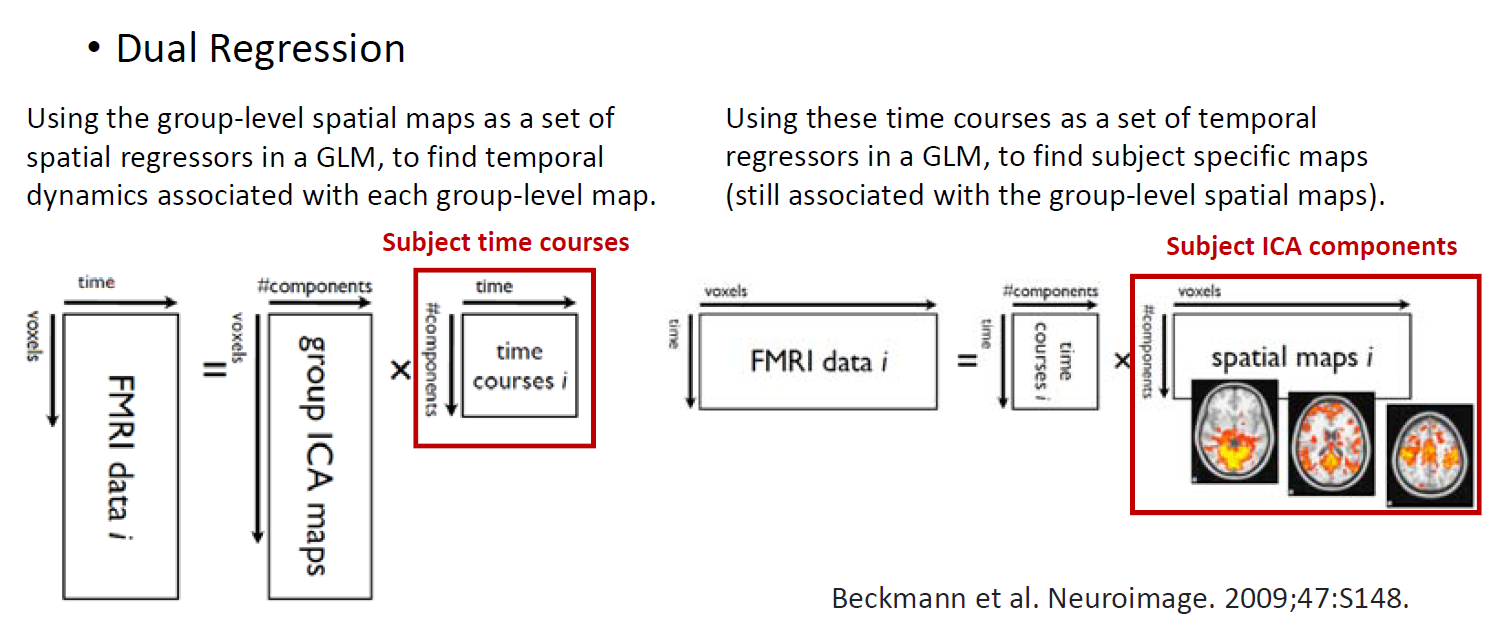 • Dual Regression
Using the group-level spatial maps as a set of
spatial regressors in a GLM, to find temporal
dynamics associated with each group-level map.
Subject time courses
time
voxels
FMRI data i
=
#components
voxels
group ICA maps
×
time
#components
time
courses i
Using these time courses as a set of temporal
regressors in a GLM, to find subject specific maps
(still associated with the group-level spatial maps).
Subject ICA components
voxels
time
FMRI data i
=
#components
time
time
courses i
×
voxels
#components
spatial maps i
Beckmann et al. Neuroimage. 2009;47:S148.